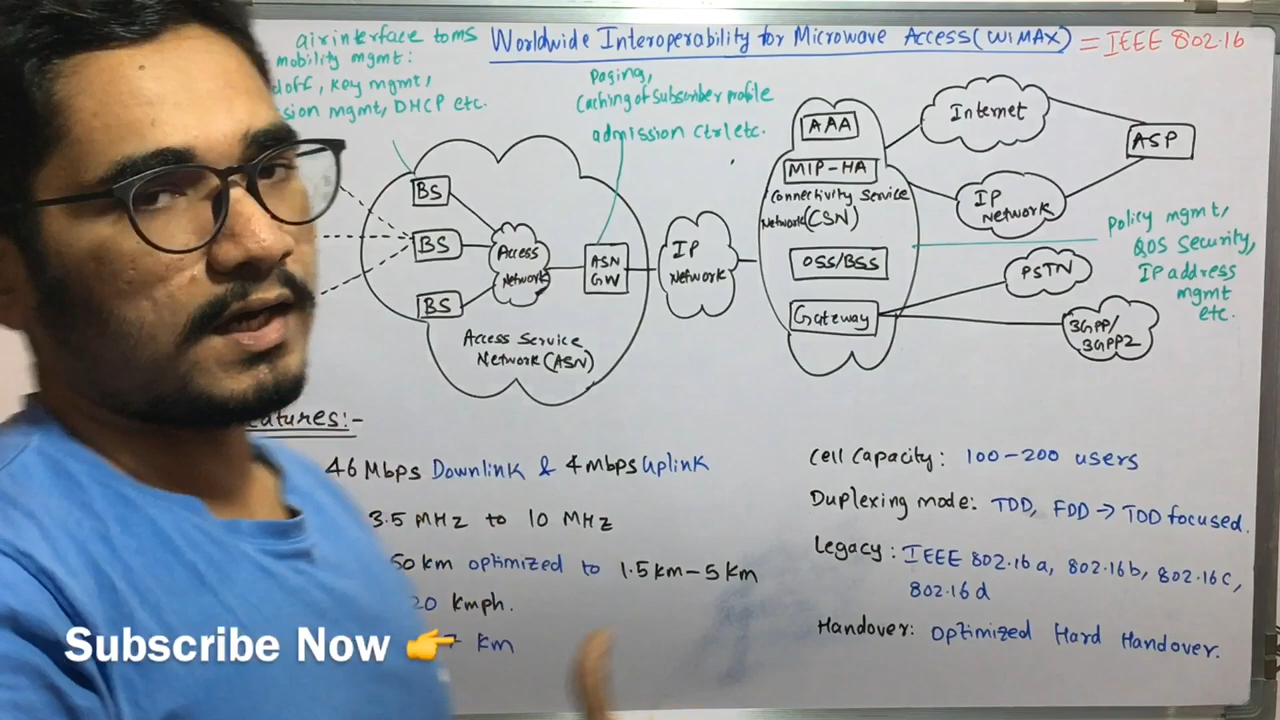 Worldwide Interoperability for Microwave Access (WIMAX) = IEEE 802.16
air interface to MS
mobility mgmt:
doff, key mgmt,
sion mgmt, DHCP etc.
Paging,
Caching of Subscriber profile
admission ctrl etc.
BS
BS
BS
Access
Network
ASN
GW
Access Service
Network (ASN)
IP
Network
AAA
MIP-HA
Connectivity Service
Network (CSN)
OSS/BSS
Gateway
Internet
IP
Network
ASP
PSTN
3GPP/
3GPP2
Policy mgmt,
QOS Security,
IP address
mgmt
etc.
eatures:-
46 Mbps Downlink & 4 mbps Uplink
3.5 MHz to 10 MHz
50 km optimized to 1.5 km - 5 km
20 kmph.
7 km
Cell Capacity: 100-200 users
Duplexing mode: TDD, FDD → TDD focused.
Legacy: IEEE 802.16a, 802.16b, 802.16c,
802.16d
Handover: Optimized Hard Handover.
Subscribe Now 👉